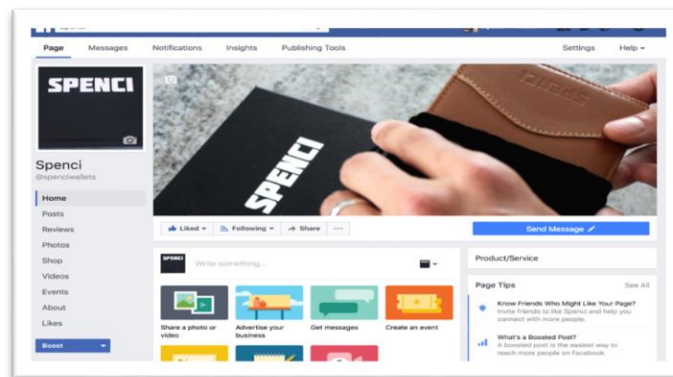 Page Messages Notifications Insights Publishing Tools Settings Help
SPENCI
SPENCI
Spenci
@spenciwallets
Home
Posts
Reviews
Photos
Shop
Videos
Events
About
Likes
Boost
Liked Following Share ...
Send Message
SPENCI
Write something...
Share a photo or
video
Advertise your
business
Get messages
Create an event
Product/Service
Page Tips See All
Know Friends Who Might Like Your Page?
Invite friends to like Spenci and help you
connect with more people.
What's a Boosted Post?
A boosted post is the easiest way to
reach more people on Facebook.